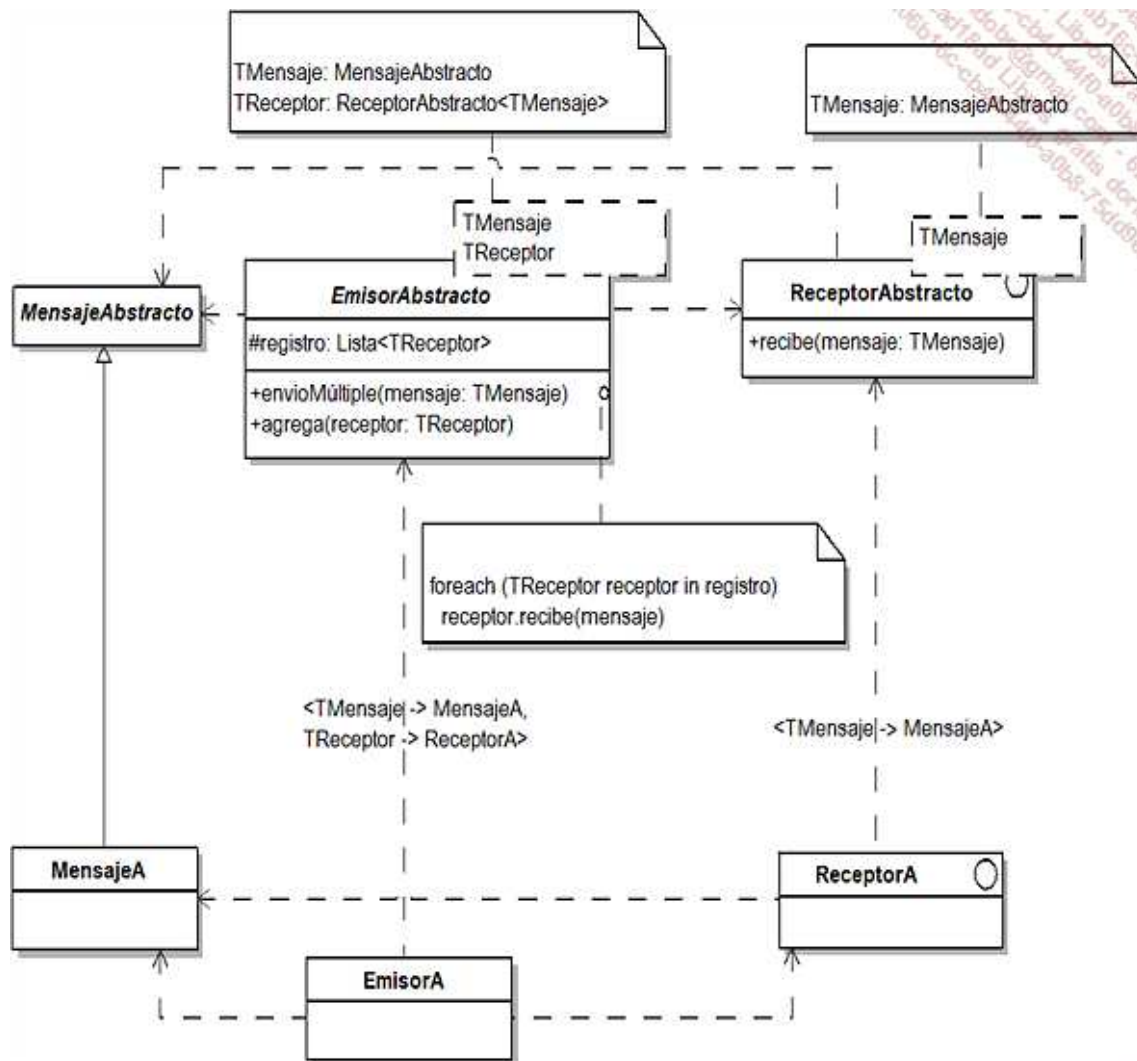 TMensaje: MensajeAbstracto
TReceptor: ReceptorAbstracto<TMensaje>
TMensaje: MensajeAbstracto
TMensaje
TReceptor
TMensaje
MensajeAbstracto
EmisorAbstracto
#registro: Lista<TReceptor>
+envioMúltiple(mensaje: TMensaje)
+agrega(receptor: TReceptor)
ReceptorAbstracto
+recibe(mensaje: TMensaje)
foreach (TReceptor receptor in registro)
receptor.recibe(mensaje)
<TMensaje -> MensajeA,
TReceptor -> ReceptorA>
<TMensaje -> MensajeA>
MensajeA
ReceptorA
EmisorA